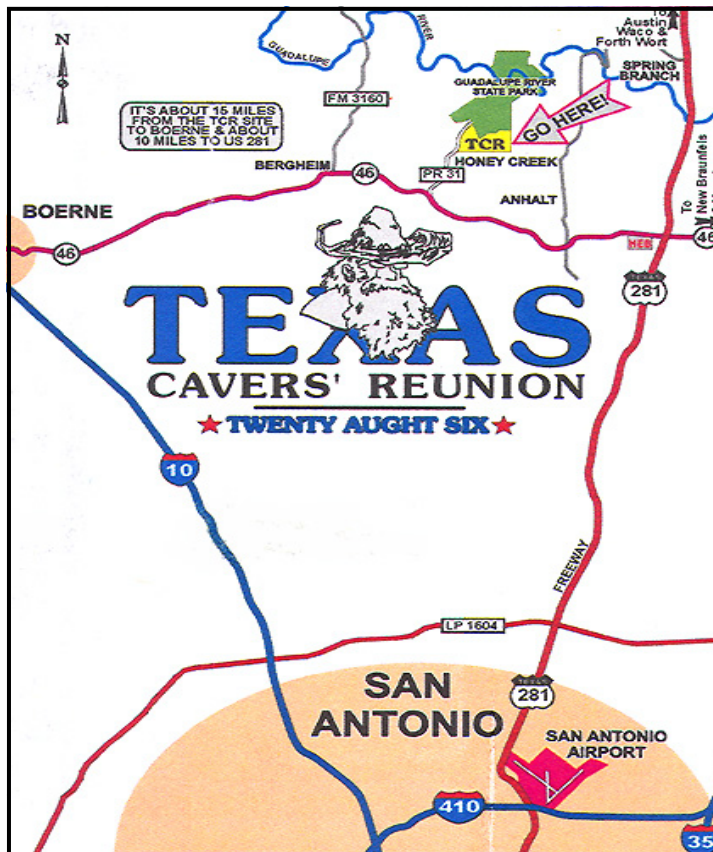 To
Austin
Waco &
Forth Wort
N
RIVER
GUADALUPE
SPRING
BRANCH
GUADALUPE RIVER
STATE PARK
FM 3160
IT'S ABOUT 15 MILES
FROM THE TCR SITE
TO BOERNE & ABOUT
10 MILES TO US 281
GO HERE!
TCR
HONEY CREEK
BERGHEIM
46
PR 31
ANHALT
To
New Braunfels
BOERNE
46
HEB
46
TEXAS
281
TEXAS
CAVERS' REUNION
TWENTY AUGHT SIX
10
FREEWAY
LP 1604
SAN
ANTONIO
TEXAS
281
SAN ANTONIO
AIRPORT
410
35